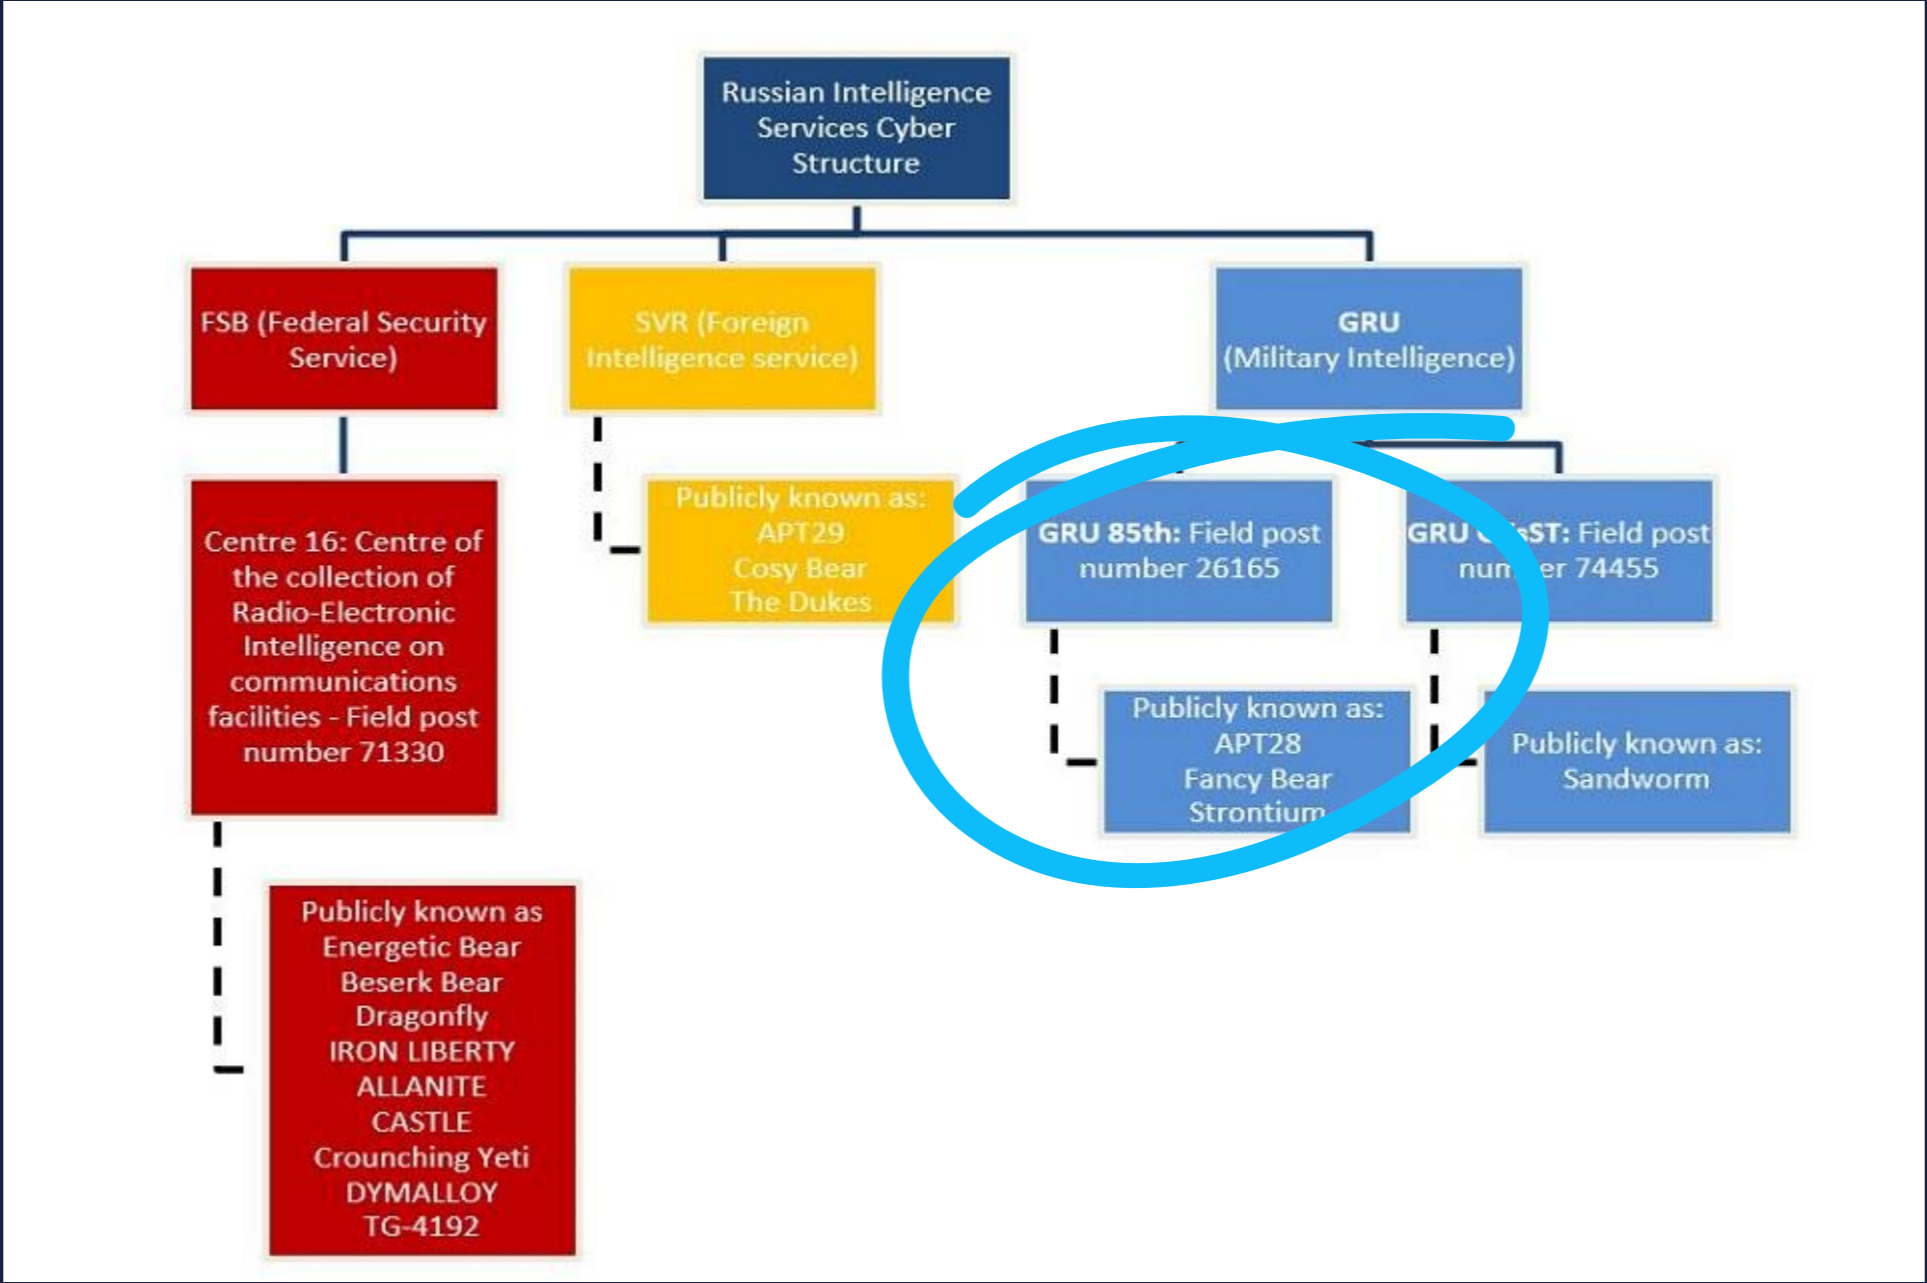 Russian Intelligence
Services Cyber
Structure
FSB (Federal Security
Service)
SVR (Foreign
Intelligence service)
GRU
(Military Intelligence)
Centre 16: Centre of
the collection of
Radio-Electronic
Intelligence on
communications
facilities - Field post
number 71330
Publicly known as:
APT29
Cosy Bear
The Dukes
GRU 85th: Field post
number 26165
GRU Field post
number 74455
Publicly known as:
APT28
Fancy Bear
Strontium
Publicly known as:
Sandworm
Publicly known as
Energetic Bear
Beserk Bear
Dragonfly
IRON LIBERTY
ALLANITE
CASTLE
Crounching Yeti
DYMALLOY
TG-4192